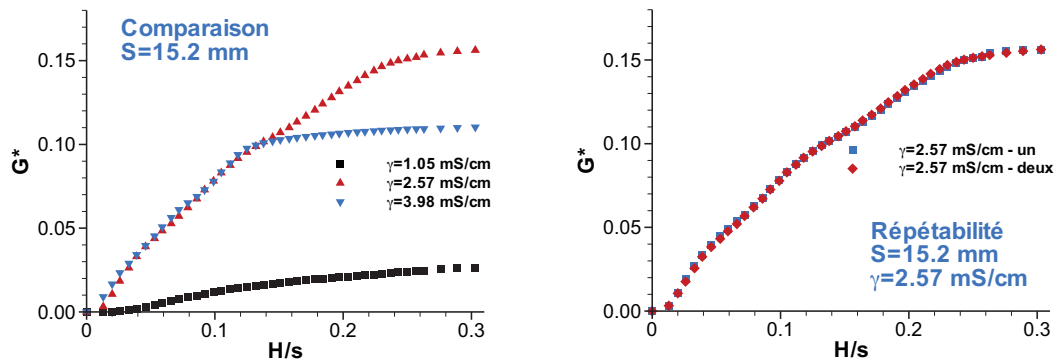 Comparaison
S=15.2 mm
0.15
0.10
0.05
0.00
G*
γ=1.05 mS/cm
γ=2.57 mS/cm
γ=3.98 mS/cm
0
0.1
0.2
0.3
H/s
0.15
0.10
0.05
0.00
G*
γ=2.57 mS/cm - un
γ=2.57 mS/cm - deux
Répétabilité
S=15.2 mm
γ=2.57 mS/cm
0
0.1
0.2
0.3
H/s